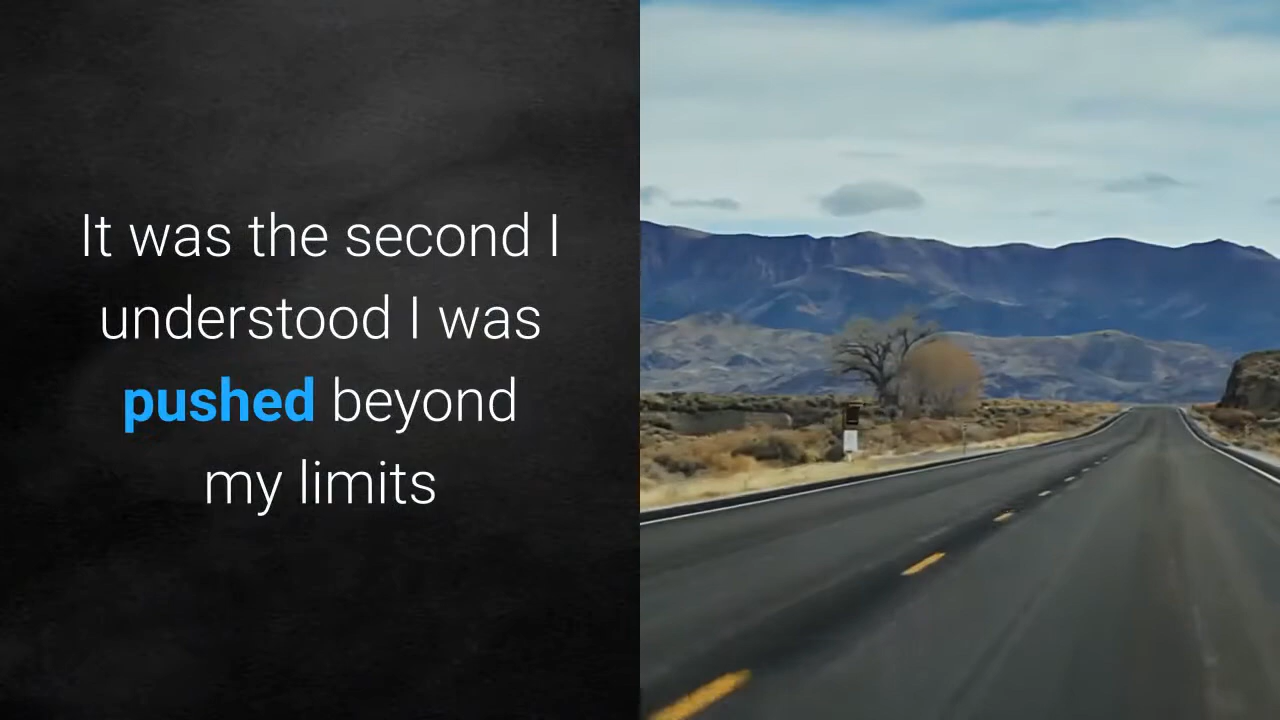 It was the second I
understood I was
pushed beyond
my limits